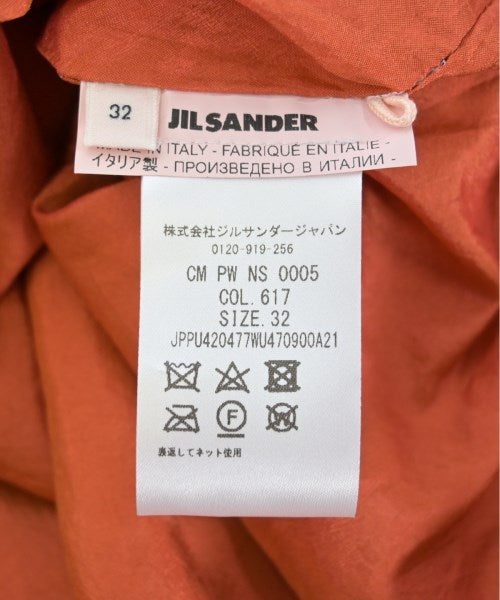 32
JIL SANDER
MADE IN ITALY - FABRIQUÉ EN ITALIE -
イタリア製 - ПРОИЗВЕДЕНО В ИТАЛИИ -
株式会社ジルサンダージャパン
0120-919-256
CM PW NS 0005
COL. 617
SIZE. 32
JPPU420477WU470900A21
F
W
裏返してネット使用